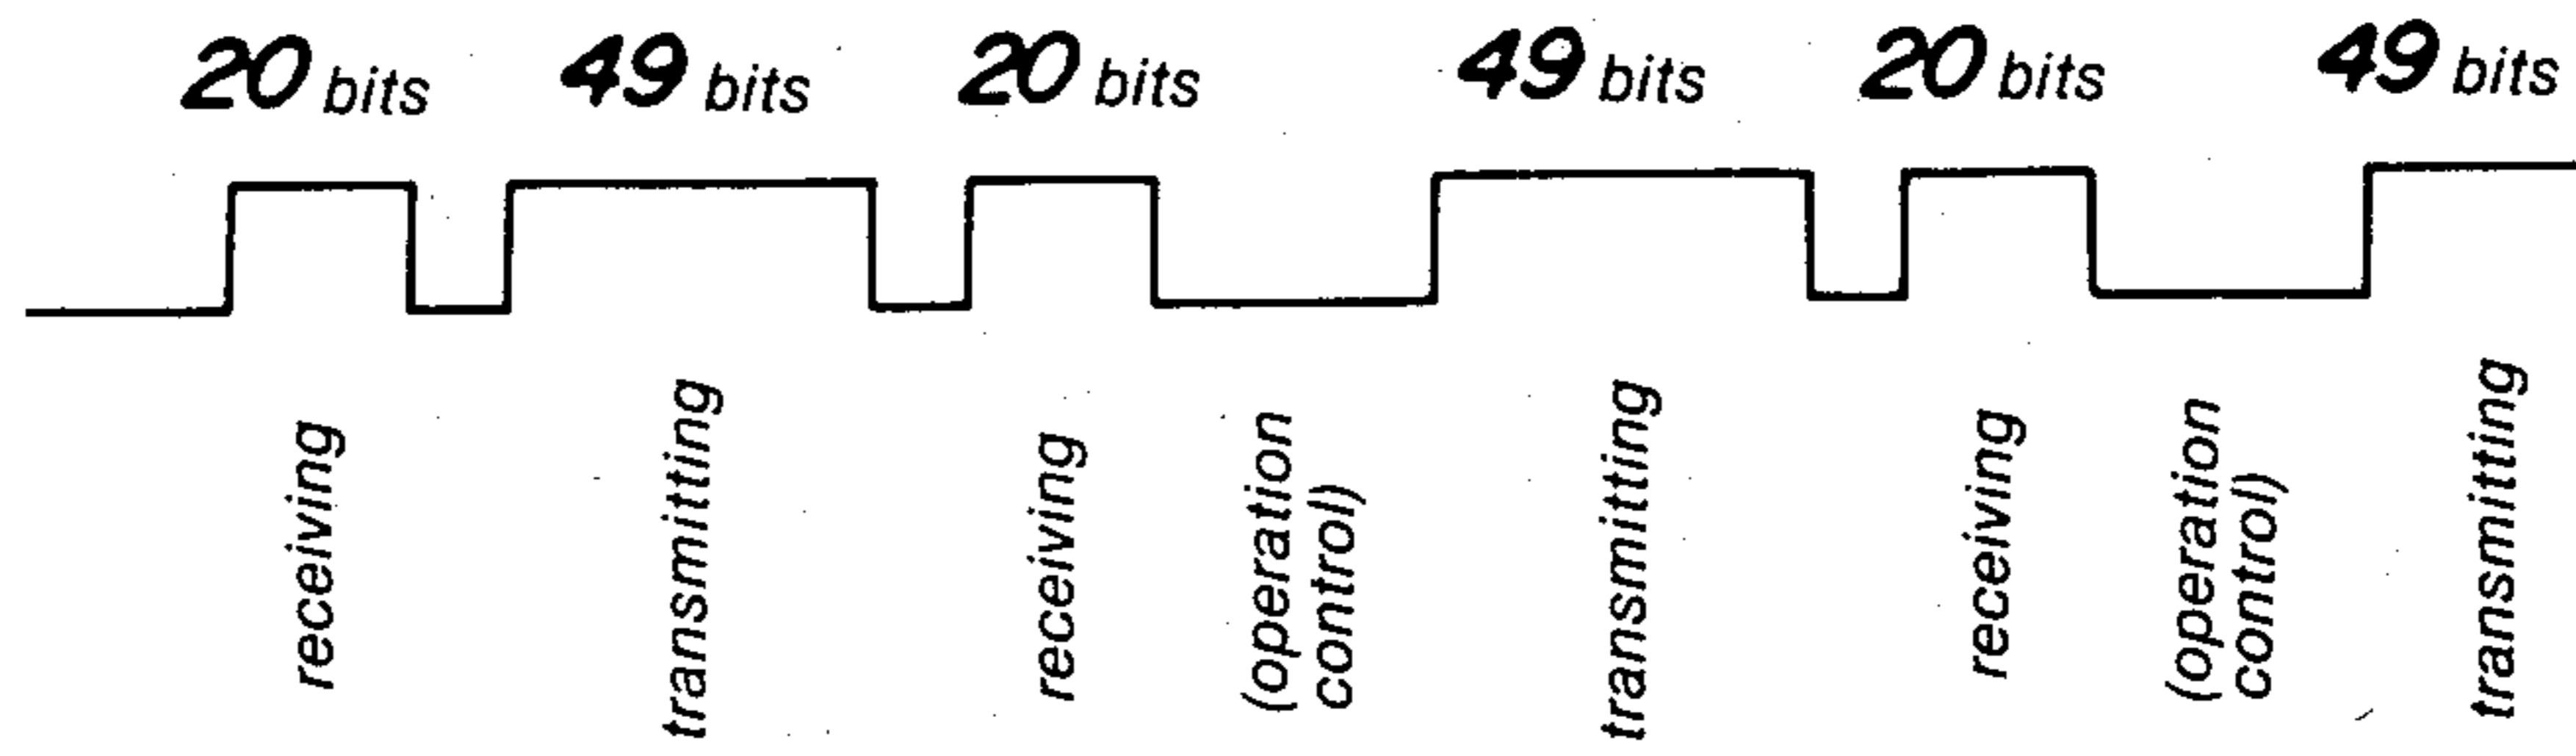 20 bits 49 bits 20 bits 49 bits 20 bits 49 bits
receiving
transmitting
receiving
(operation
control)
transmitting
receiving
(operation
control)
transmitting